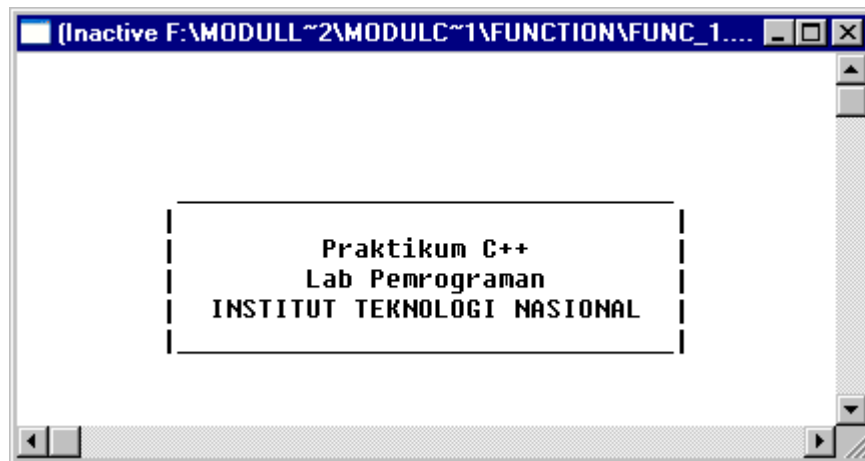 (Inactive F:\MODULL~2\MODULC~1\FUNCTION\FUNC_1....
Praktikum C++
Lab Pemrograman
INSTITUT TEKNOLOGI NASIONAL